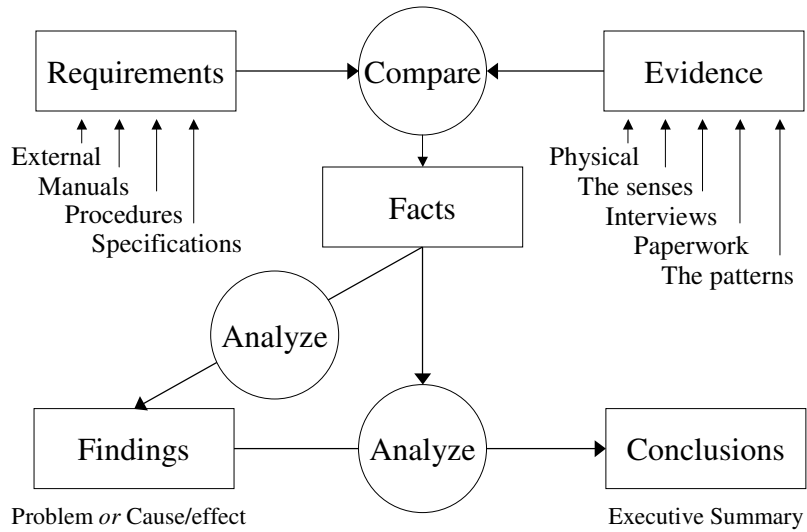 Requirements
Compare
Evidence
External
Manuals
Procedures
Specifications
Physical
The senses
Interviews
Paperwork
The patterns
Facts
Analyze
Findings
Analyze
Conclusions
Problem or Cause/effect
Executive Summary